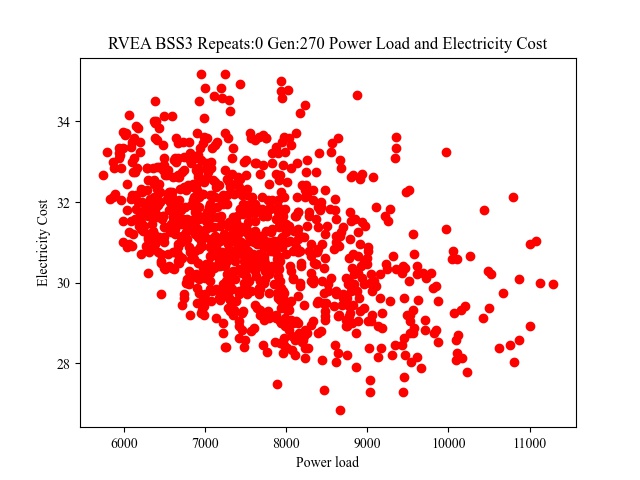 RVEA BSS3 Repeats:0 Gen:270 Power Load and Electricity Cost
34
32
30
28
Electricity Cost
6000 7000 8000 9000 10000 11000
Power load